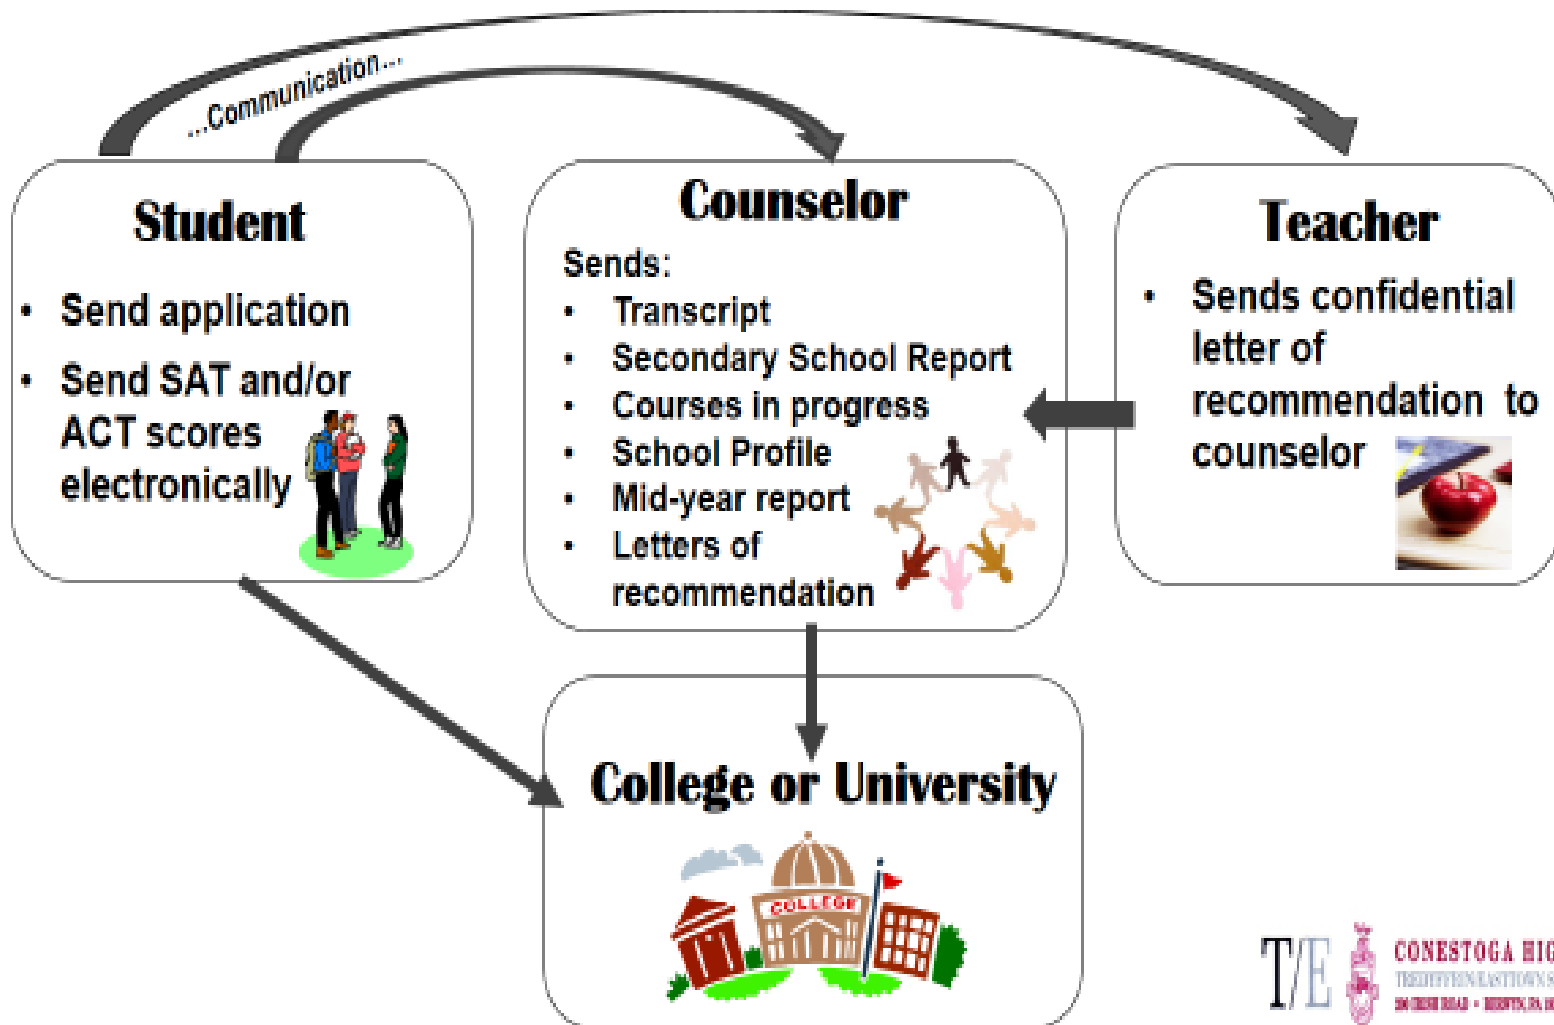 ...Communication...
Student
• Send application
• Send SAT and/or
ACT scores
electronically
Counselor
Sends:
• Transcript
• Secondary School Report
• Courses in progress
• School Profile
• Mid-year report
• Letters of
recommendation
Teacher
• Sends confidential
letter of
recommendation to
counselor
College or University
COLLEGE
T/E
CONESTOGA HIG